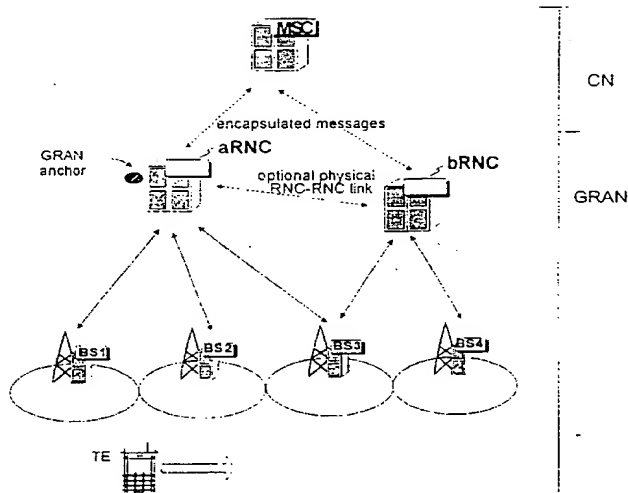 MSC
CN
encapsulated messages
aRNC
GRAN
anchor
optional physical
RNC-RNC link
bRNC
GRAN
BS1
BS2
BS3
BS4
TE